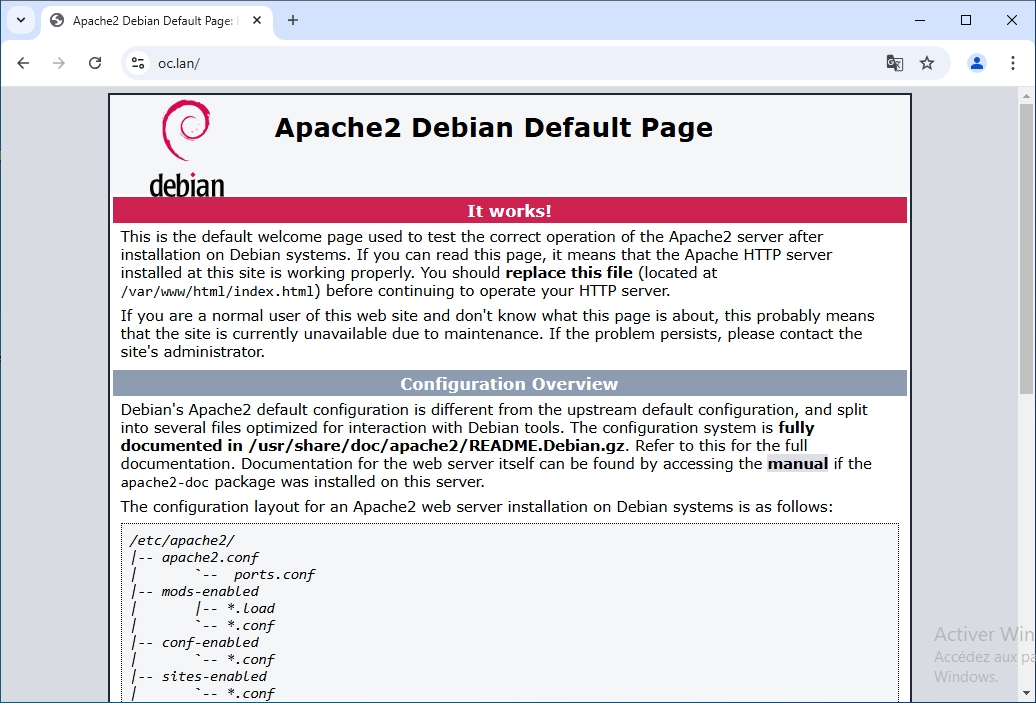 Apache2 Debian Default Page:
oc.lan/
debian
Apache2 Debian Default Page
It works!
This is the default welcome page used to test the correct operation of the Apache2 server after
installation on Debian systems. If you can read this page, it means that the Apache HTTP server
installed at this site is working properly. You should replace this file (located at
/var/www/html/index.html) before continuing to operate your HTTP server.
If you are a normal user of this web site and don't know what this page is about, this probably means
that the site is currently unavailable due to maintenance. If the problem persists, please contact the
site's administrator.
Configuration Overview
Debian's Apache2 default configuration is different from the upstream default configuration, and split
into several files optimized for interaction with Debian tools. The configuration system is fully
documented in /usr/share/doc/apache2/README.Debian.gz. Refer to this for the full
documentation. Documentation for the web server itself can be found by accessing the manual if the
apache2-doc package was installed on this server.
The configuration layout for an Apache2 web server installation on Debian systems is as follows:
/etc/apache2/
|-- apache2.conf
|       `--  ports.conf
|-- mods-enabled
|       |-- *.load
|       `-- *.conf
|-- conf-enabled
|       `-- *.conf
|-- sites-enabled
|       `-- *.conf
Activer Win
Accédez aux pa
Windows.